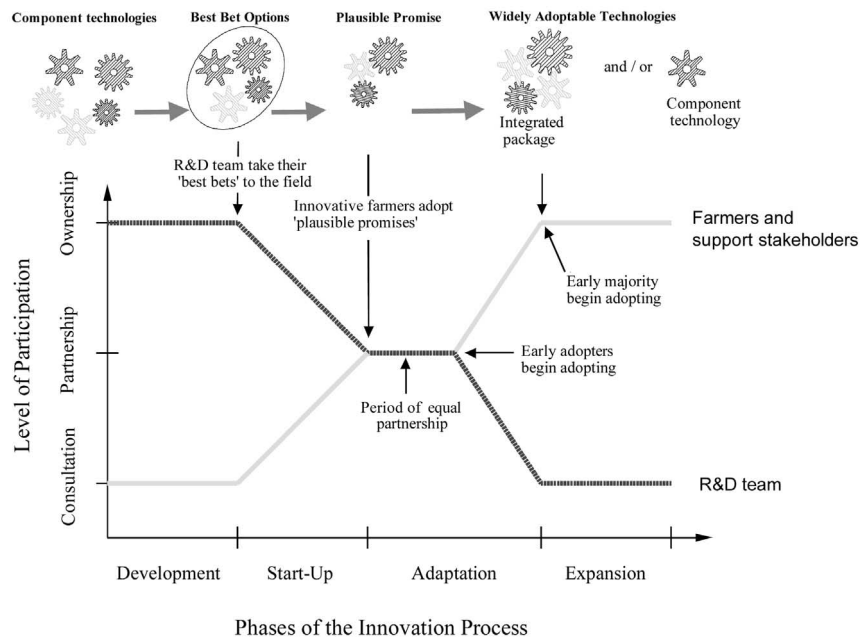 Component technologies
Best Bet Options
Plausible Promise
Widely Adoptable Technologies
and / or
Integrated
package
Component
technology
R&D team take their
'best bets' to the field
Innovative farmers adopt
'plausible promises'
Farmers and
support stakeholders
Early majority
begin adopting
Early adopters
begin adopting
Period of equal
partnership
R&D team
Level of Participation
Ownership
Partnership
Consultation
Development
Start-Up
Adaptation
Expansion
Phases of the Innovation Process